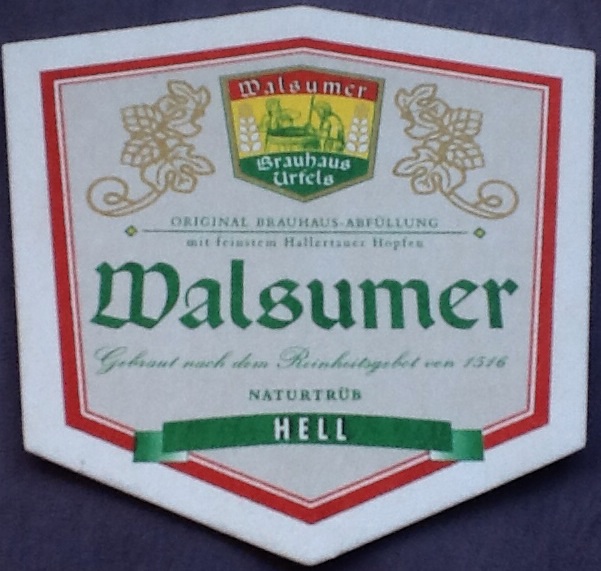 Walsumer
Brauhaus
Urfels
ORIGINAL BRAUHAUS-ABFÜLLUNG
mit feinstem Hallertauer Hopfen
Walsumer
Gebraut nach dem Reinheitsgebot von 1516
NATURTRÜB
HELL